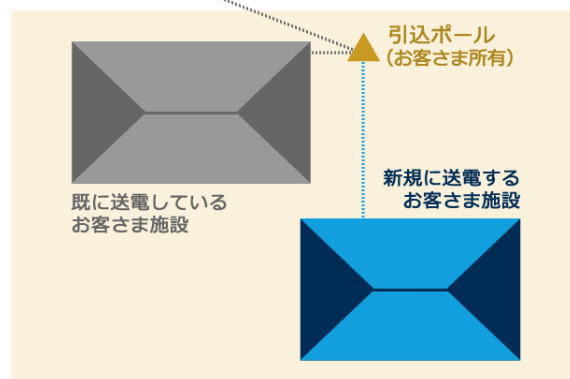 引込ポール
(お客さま所有)
新規に送電する
お客さま施設
既に送電している
お客さま施設